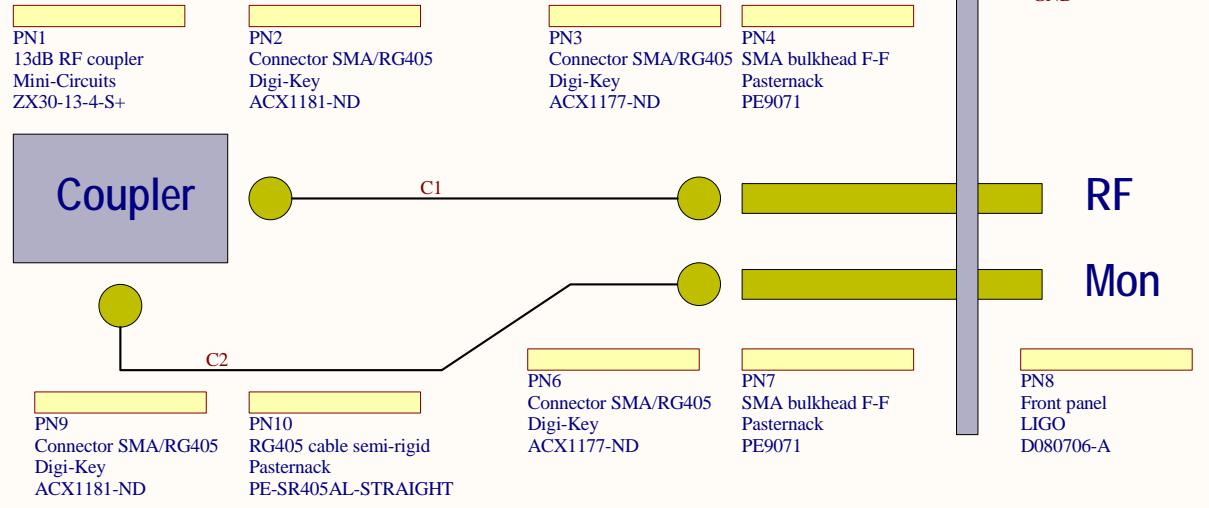 GND
PN1
13dB RF coupler
Mini-Circuits
ZX30-13-4-S+
PN2
Connector SMA/RG405
Digi-Key
ACX1181-ND
PN3
Connector SMA/RG405
Digi-Key
ACX1177-ND
PN4
SMA bulkhead F-F
Pasternack
PE9071
Coupler
C1
RF
Mon
C2
PN9
Connector SMA/RG405
Digi-Key
ACX1181-ND
PN10
RG405 cable semi-rigid
Pasternack
PE-SR405AL-STRAIGHT
PN6
Connector SMA/RG405
Digi-Key
ACX1177-ND
PN7
SMA bulkhead F-F
Pasternack
PE9071
PN8
Front panel
LIGO
D080706-A